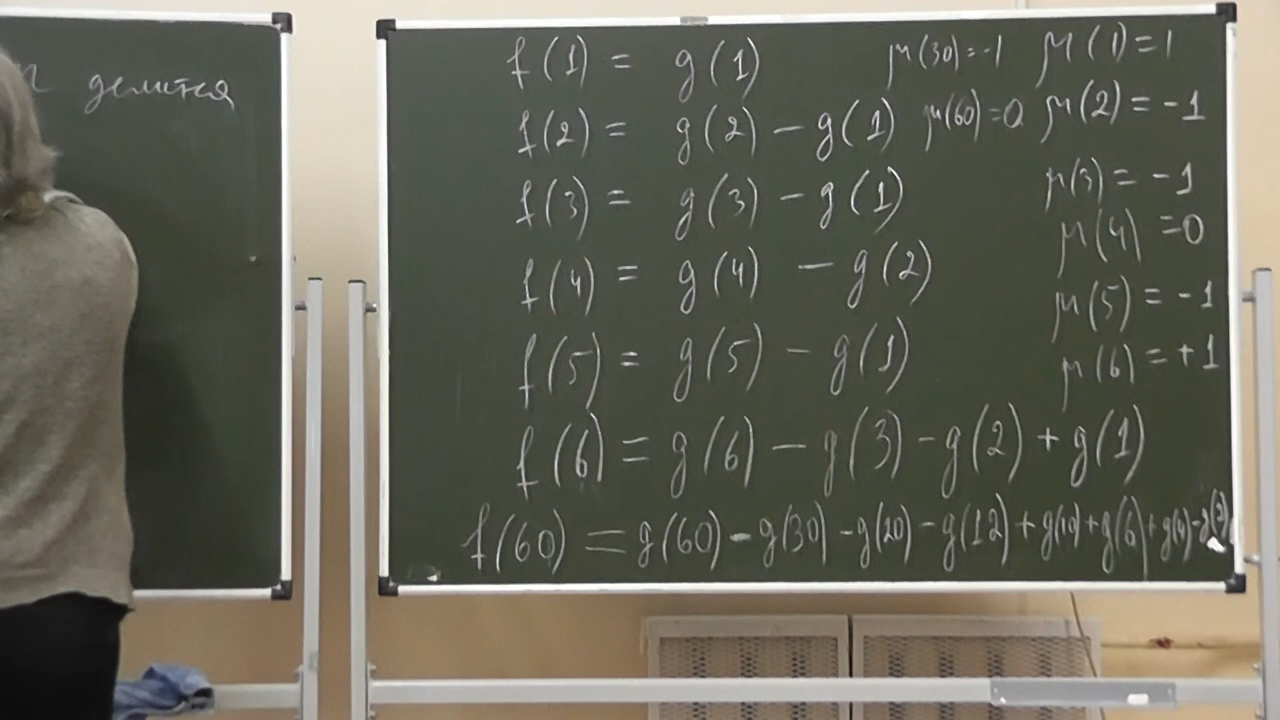 делится
f(1) = g(1) μ(30)=-1 μ(1)=1
f(2) = g(2) - g(1) μ(60)=0 μ(2)=-1
f(3) = g(3) - g(1) μ(3)=-1
μ(4)=0
f(4) = g(4) - g(2)
μ(5)=-1
f(5) = g(5) - g(1) μ(6)=+1
f(6) = g(6) - g(3) - g(2) + g(1)
f(60) = g(60) - g(30) - g(20) - g(12) + g(10) + g(6) + g(4) - g(2)